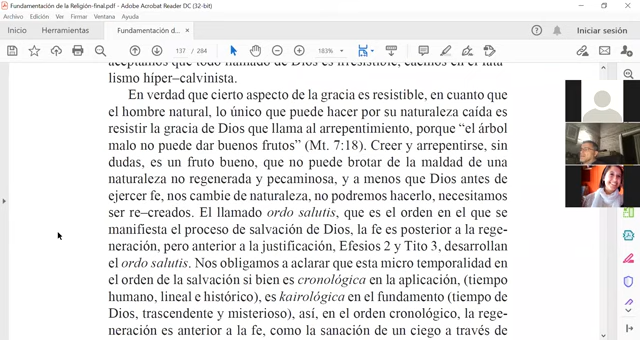 Fundamentación de la Religión-final.pdf - Adobe Acrobat Reader DC (32-bit)
Archivo Edición Ver Firmar Ventana Ayuda
Inicio Herramientas Fundamentación d... × Iniciar sesión
137 / 284 183%
aceptamos que todo llamado de Dios es irresistible, caemos en el fata
lismo híper–calvinista.
En verdad que cierto aspecto de la gracia es resistible, en cuanto que
el hombre natural, lo único que puede hacer por su naturaleza caída es
resistir la gracia de Dios que llama al arrepentimiento, porque “el árbol
malo no puede dar buenos frutos” (Mt. 7:18). Creer y arrepentirse, sin
dudas, es un fruto bueno, que no puede brotar de la maldad de una
naturaleza no regenerada y pecaminosa, y a menos que Dios antes de
ejercer fe, nos cambie de naturaleza, no podremos hacerlo, necesitamos
ser re–creados. El llamado ordo salutis, que es el orden en el que se
manifiesta el proceso de salvación de Dios, la fe es posterior a la rege-
neración, pero anterior a la justificación, Efesios 2 y Tito 3, desarrollan
el ordo salutis. Nos obligamos a aclarar que esta micro temporalidad en
el orden de la salvación si bien es cronológica en la aplicación, (tiempo
humano, lineal e histórico), es kairológica en el fundamento (tiempo de
Dios, trascendente y misterioso), así, en el orden cronológico, la rege-
neración es anterior a la fe, como la sanación de un ciego a través de